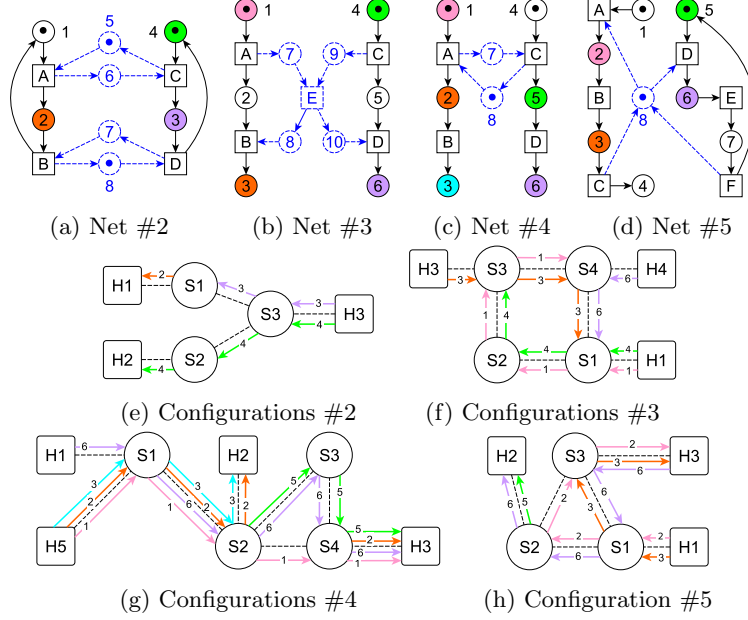 5
1
4
A
6
C
2
7
3
B
D
8
(a) Net #2
1
4
A
7
9
C
2
E
5
B
8
10
D
3
6
(b) Net #3
1
4
A
7
C
2
8
5
B
D
3
6
(c) Net #4
A
1
5
2
D
B
8
6
E
3
7
C
4
F
(d) Net #5
H1
2
S1
3
S3
3
H3
4
4
H2
4
S2
(e) Configurations #2
H3
3
S3
1
3
S4
6
H4
1
4
3
6
S2
4
1
S1
4
1
H1
(f) Configurations #3
H1
6
S1
H2
S3
3
2
1
3
2
6
1
3
2
5
6
6
5
H5
S2
1
S4
5
2
6
1
H3
(g) Configurations #4
H2
S3
2
3
6
H3
6
5
2
3
6
S2
2
6
S1
2
3
H1
(h) Configuration #5